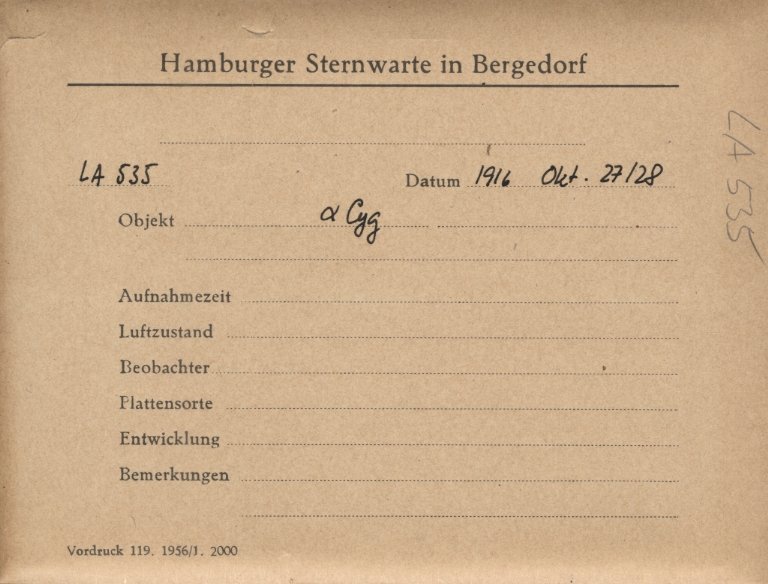 Hamburger Sternwarte in Bergedorf
LA 535 Datum 1916 Okt. 27/28
Objekt α Cyg
Aufnahmezeit
Luftzustand
Beobachter
Plattensorte
Entwicklung
Bemerkungen
Vordruck 119. 1956/1. 2000
LA 535